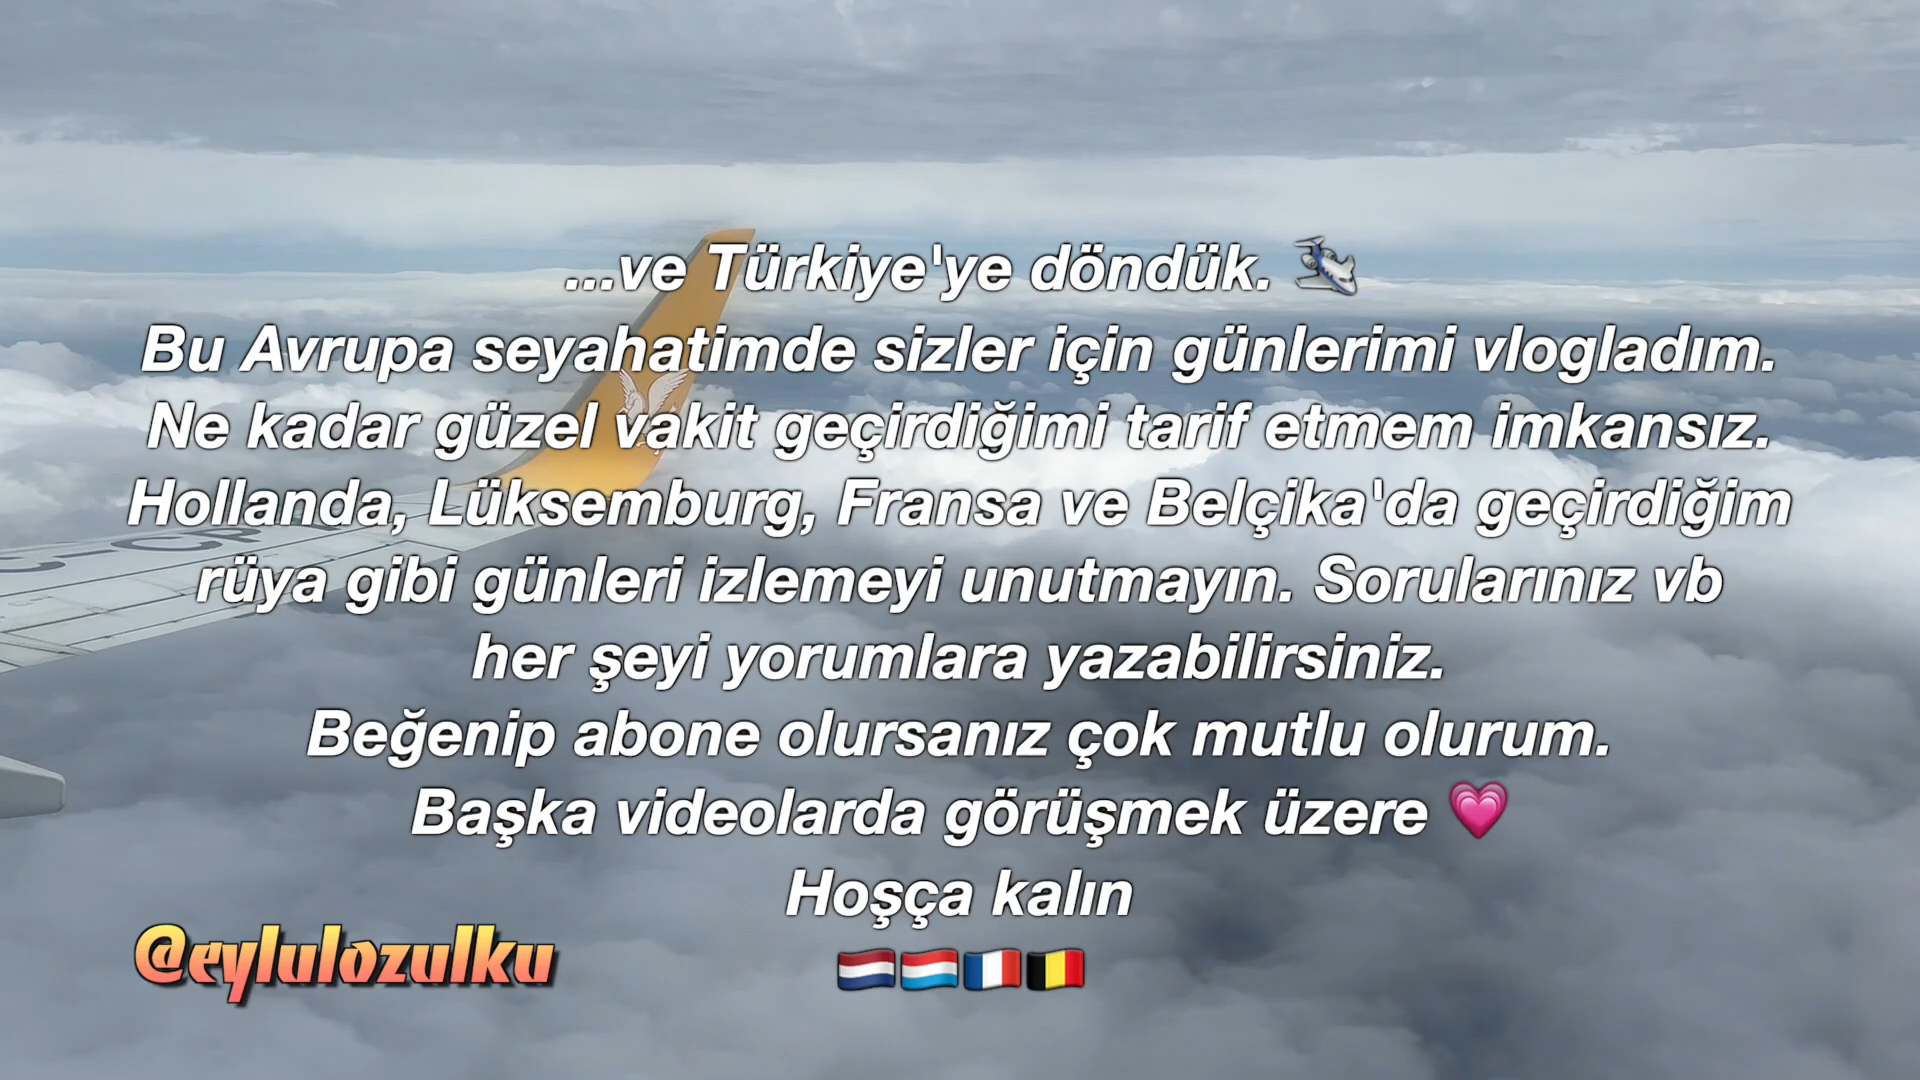 ...ve Türkiye'ye döndük. 🛩
Bu Avrupa seyahatimde sizler için günlerimi vlogladım.
Ne kadar güzel vakit geçirdiğimi tarif etmem imkansız.
Hollanda, Lüksemburg, Fransa ve Belçika'da geçirdiğim
rüya gibi günleri izlemeyi unutmayın. Sorularınız vb
her şeyi yorumlara yazabilirsiniz.
Beğenip abone olursanız çok mutlu olurum.
Başka videolarda görüşmek üzere 💗
Hoşça kalın
🇳🇱🇱🇺🇫🇷🇧🇪
@eylulozulku